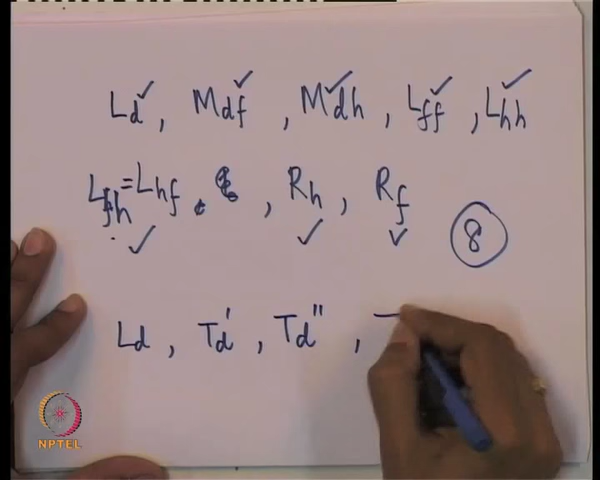 Ld, Mdf, Mdh, Lff, Lhh
Lfh = Lhf, Rh, Rf
8
Ld, Td', Td'',
NPTEL